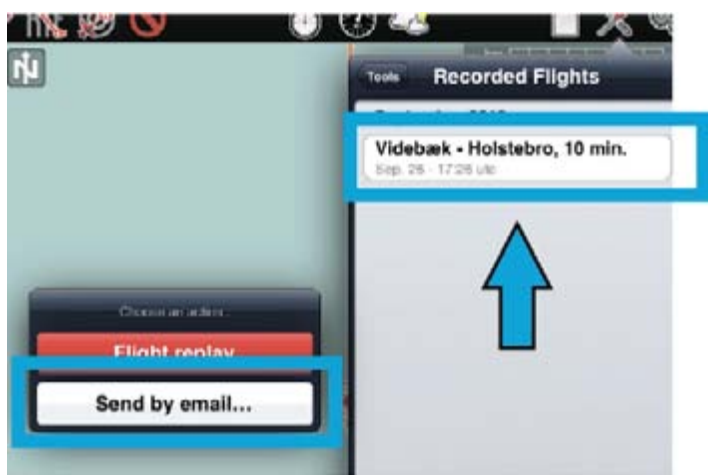 Tools
Recorded Flights
Videbæk - Holstebro, 10 min.
Sep. 26 - 17:26 utc
Choose an action
Flight replay
Send by email...